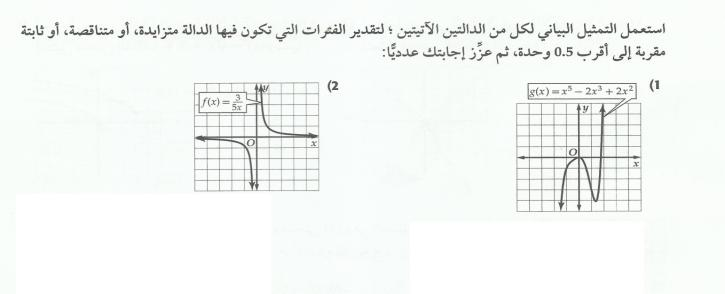 استعمل التمثيل البياني لكل من الدالتين الآتيتين ؛ لتقدير الفترات التي تكون فيها الدالة متزايدة، أو متناقصة، أو ثابتة
مقربة إلى أقرب 0.5 وحدة، ثم عزِّز إجابتك عدديًّا:
(1
g(x) = x⁵ − 2x³ + 2x²
y
O
x
(2
f(x) = 3/5x
y
O
x